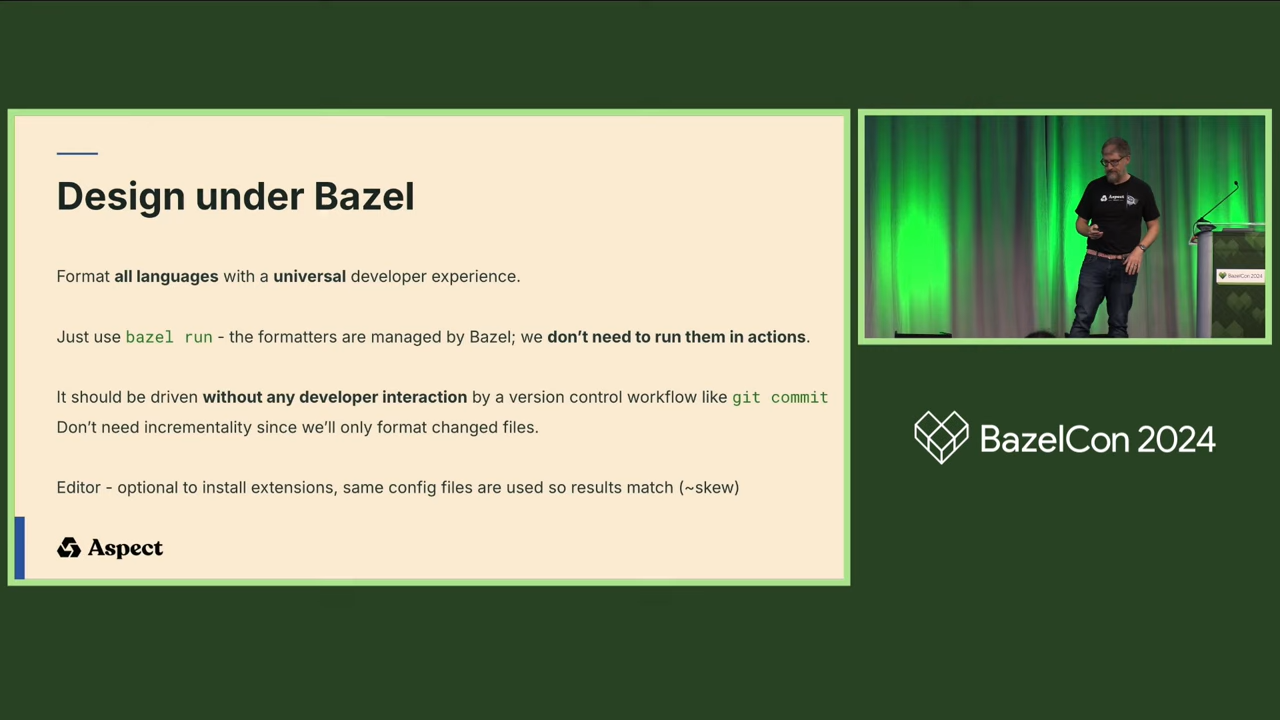 Design under Bazel
Format all languages with a universal developer experience.
Just use bazel run - the formatters are managed by Bazel; we don’t need to run them in actions.
It should be driven without any developer interaction by a version control workflow like git commit
Don’t need incrementality since we’ll only format changed files.
Editor - optional to install extensions, same config files are used so results match (~skew)
Aspect
Aspect
BazelCon 2024
BazelCon 2024